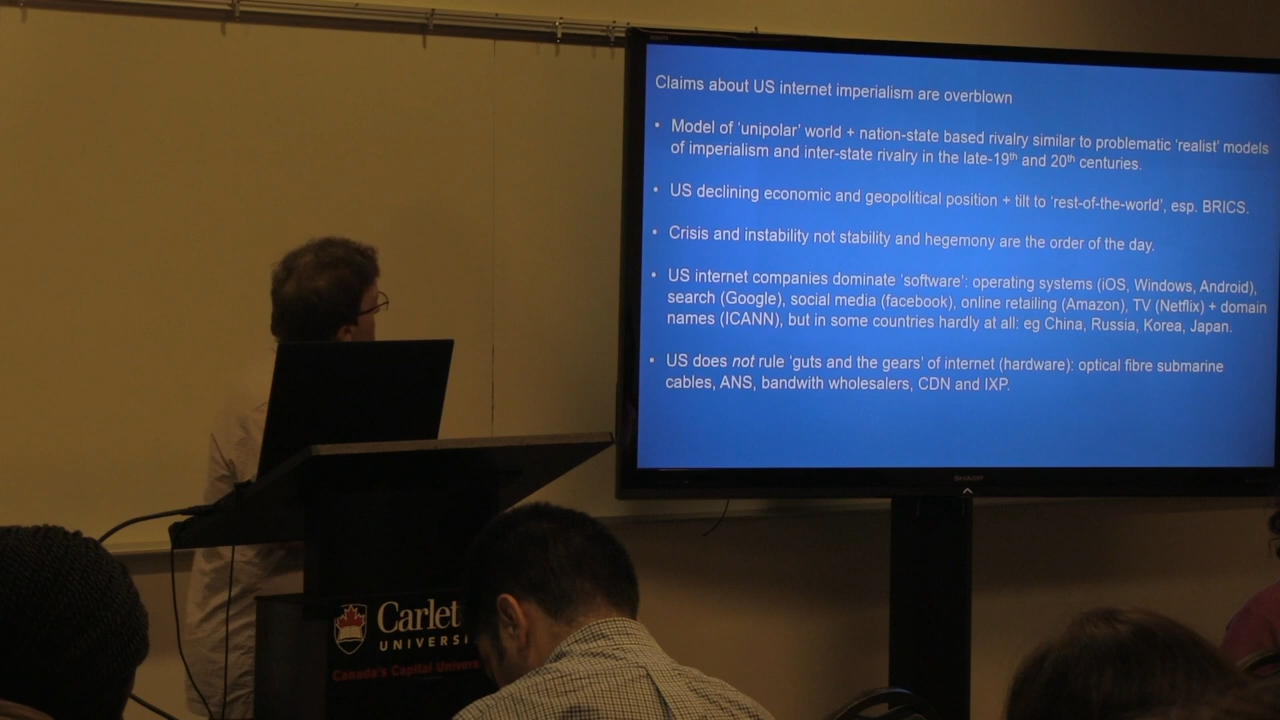 Claims about US internet imperialism are overblown
• Model of 'unipolar' world + nation-state based rivalry similar to problematic 'realist' models
of imperialism and inter-state rivalry in the late-19th and 20th centuries.
• US declining economic and geopolitical position + tilt to 'rest-of-the-world', esp. BRICS.
• Crisis and instability not stability and hegemony are the order of the day.
• US internet companies dominate 'software': operating systems (iOS, Windows, Android),
search (Google), social media (facebook), online retailing (Amazon), TV (Netflix) + domain
names (ICANN), but in some countries hardly at all: eg China, Russia, Korea, Japan.
• US does not rule 'guts and the gears' of internet (hardware): optical fibre submarine
cables, ANS, bandwith wholesalers, CDN and IXP.
SHARP
Carlet
UNIVERSI
Canada's Capital Univers